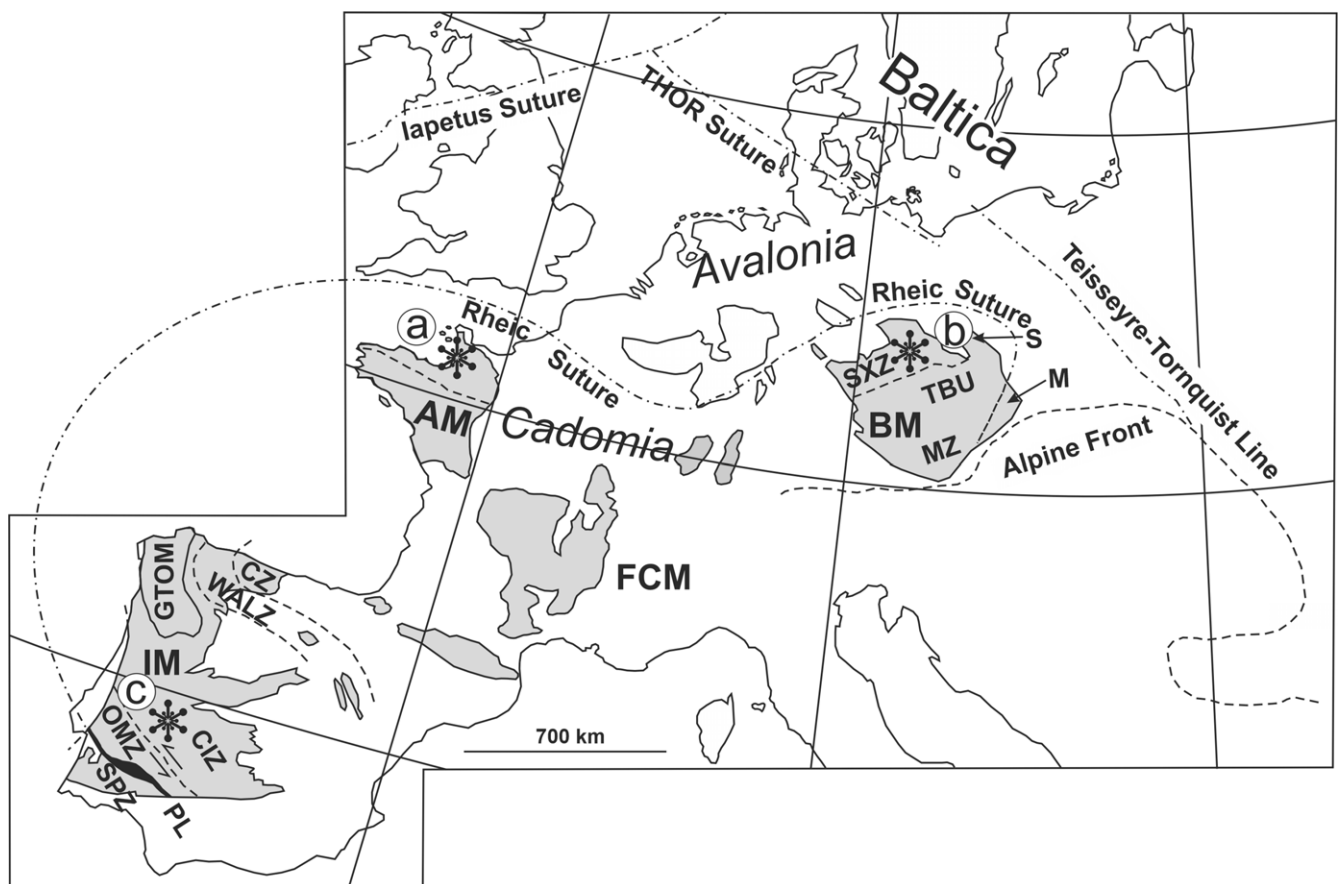 Baltica
THOR Suture
Iapetus Suture
Avalonia
Teisseyre-Tornquist Line
Rheic Suture
a
Rheic
Suture
b
S
SXZ
TBU
M
AM
Cadomia
BM
MZ
Alpine Front
GTOM
CZ
WALZ
FCM
IM
c
OMZ
CIZ
700 km
SPZ
PL